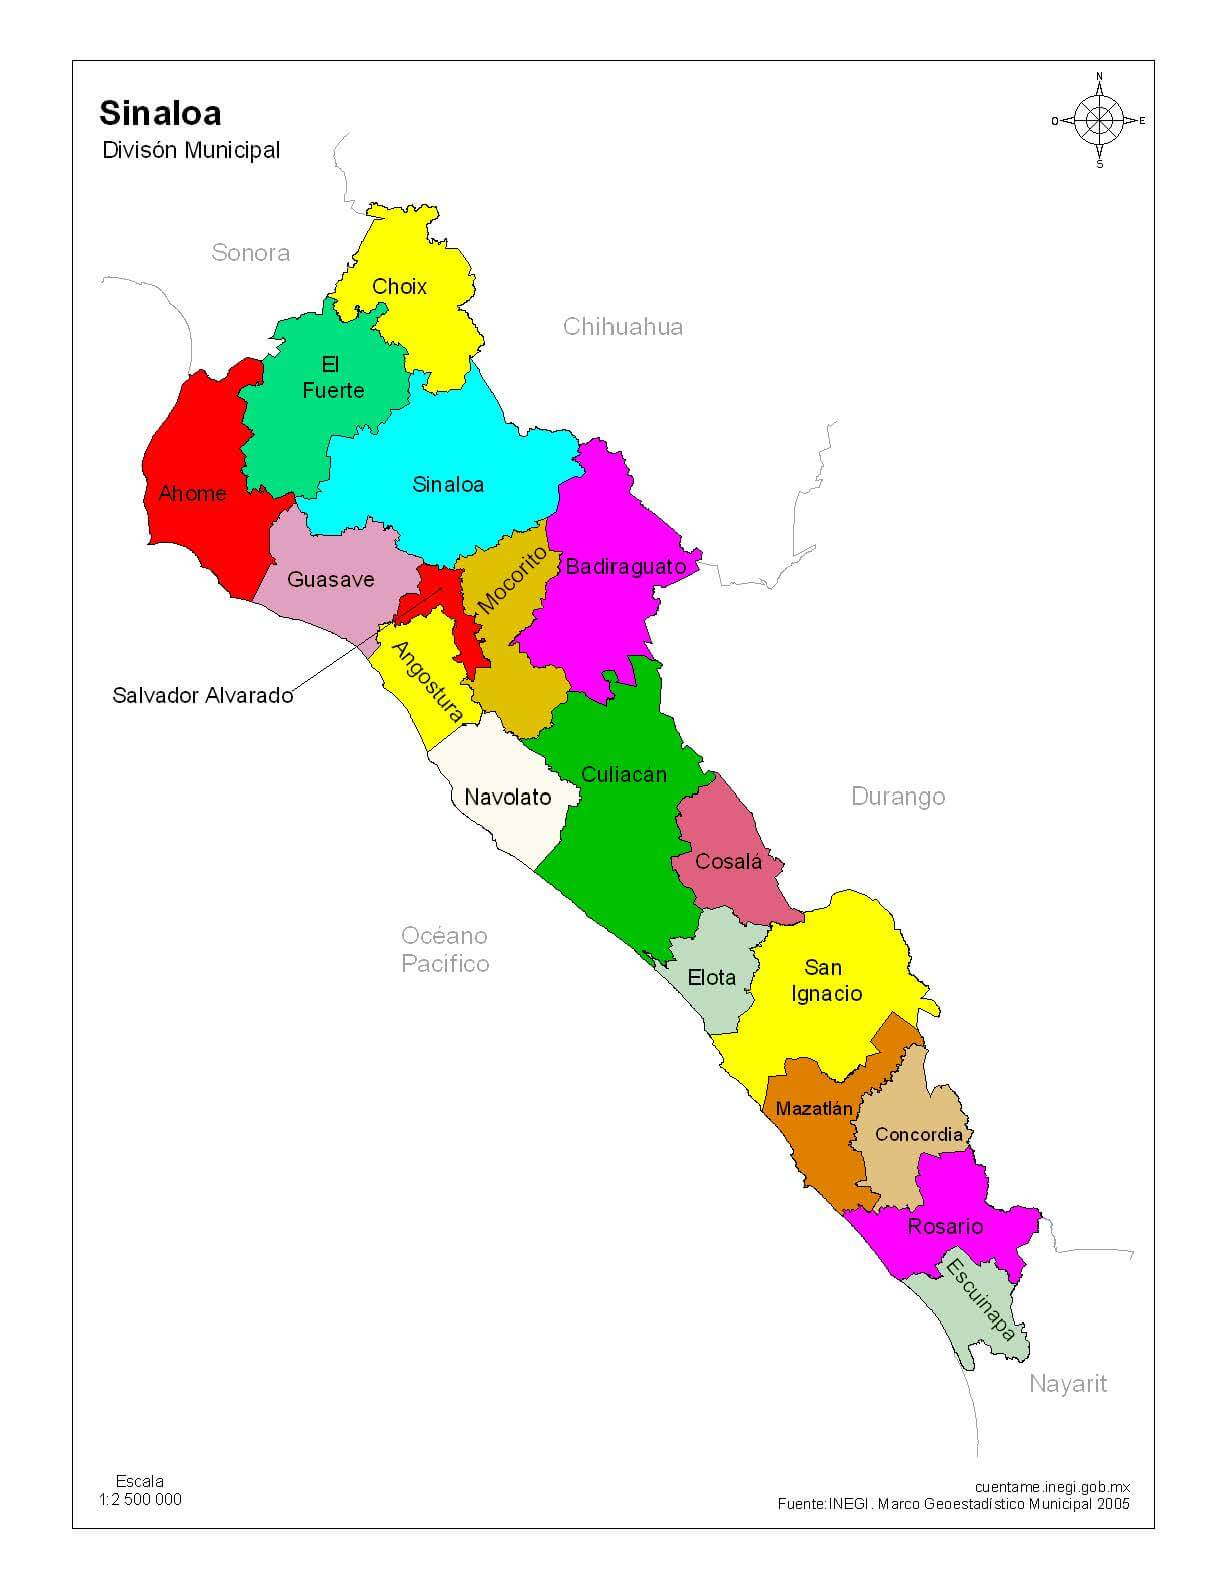 Sinaloa
Divisón Municipal
N
O
E
S
Sonora
Choix
Chihuahua
El
Fuerte
Ahome
Sinaloa
Guasave
Mocorito
Badiraguato
Salvador Alvarado
Angostura
Navolato
Culiacán
Durango
Cosalá
Océano
Pacifico
Elota
San
Ignacio
Mazatlán
Concordia
Rosario
Escuinapa
Nayarit
Escala
1:2 500 000
cuentame.inegi.gob.mx
Fuente:INEGI. Marco Geoestadístico Municipal 2005